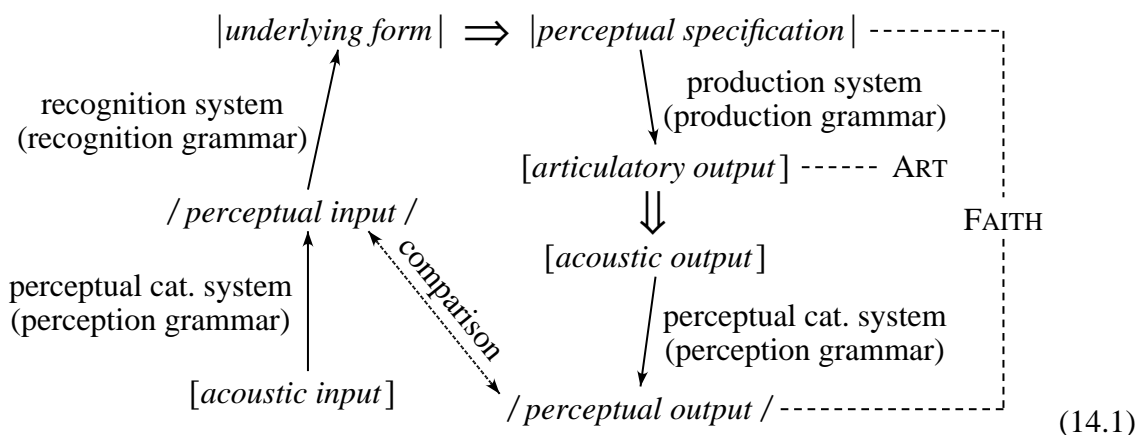 |underlying form| ⇒ |perceptual specification|
recognition system
(recognition grammar)
production system
(production grammar)
[articulatory output]
ART
/ perceptual input /
⇓
FAITH
[acoustic output]
comparison
perceptual cat. system
(perception grammar)
perceptual cat. system
(perception grammar)
[acoustic input]
/ perceptual output /
(14.1)